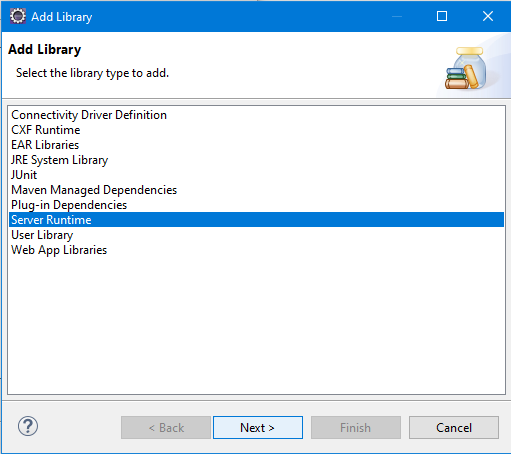 Add Library
Add Library
Select the library type to add.
Connectivity Driver Definition
CXF Runtime
EAR Libraries
JRE System Library
JUnit
Maven Managed Dependencies
Plug-in Dependencies
Server Runtime
User Library
Web App Libraries
? < Back Next > Finish Cancel